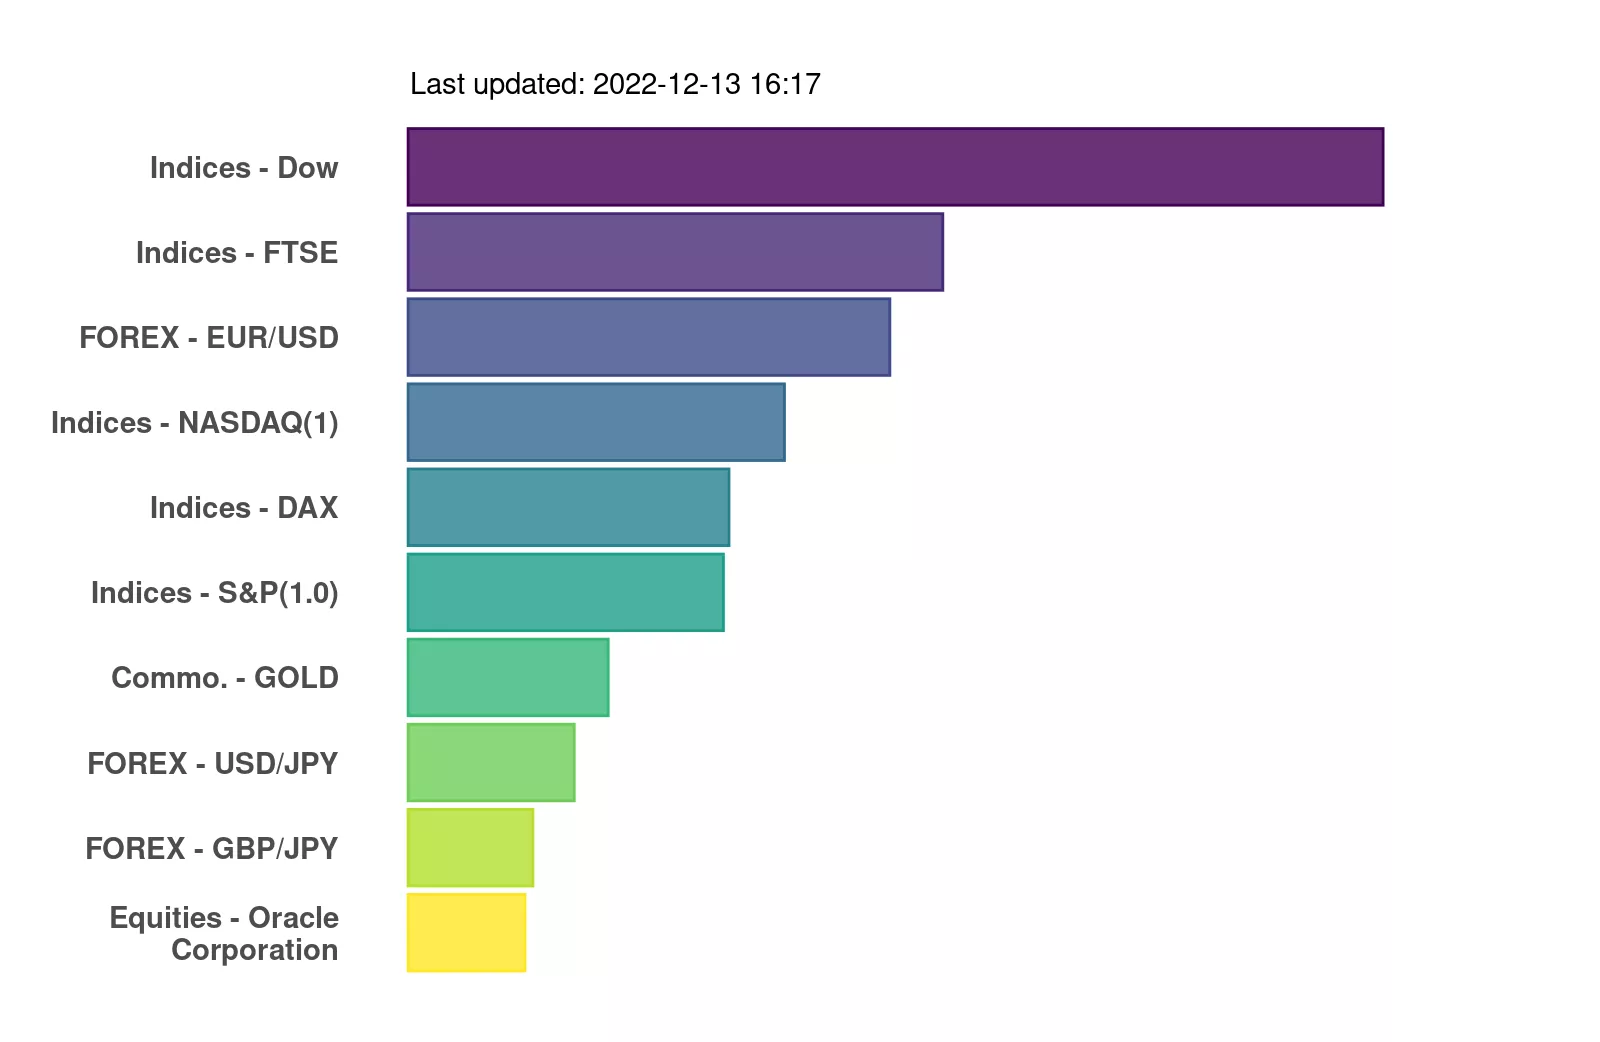 Last updated: 2022-12-13 16:17
Indices - Dow
Indices - FTSE
FOREX - EUR/USD
Indices - NASDAQ(1)
Indices - DAX
Indices - S&P(1.0)
Commo. - GOLD
FOREX - USD/JPY
FOREX - GBP/JPY
Equities - Oracle
Corporation